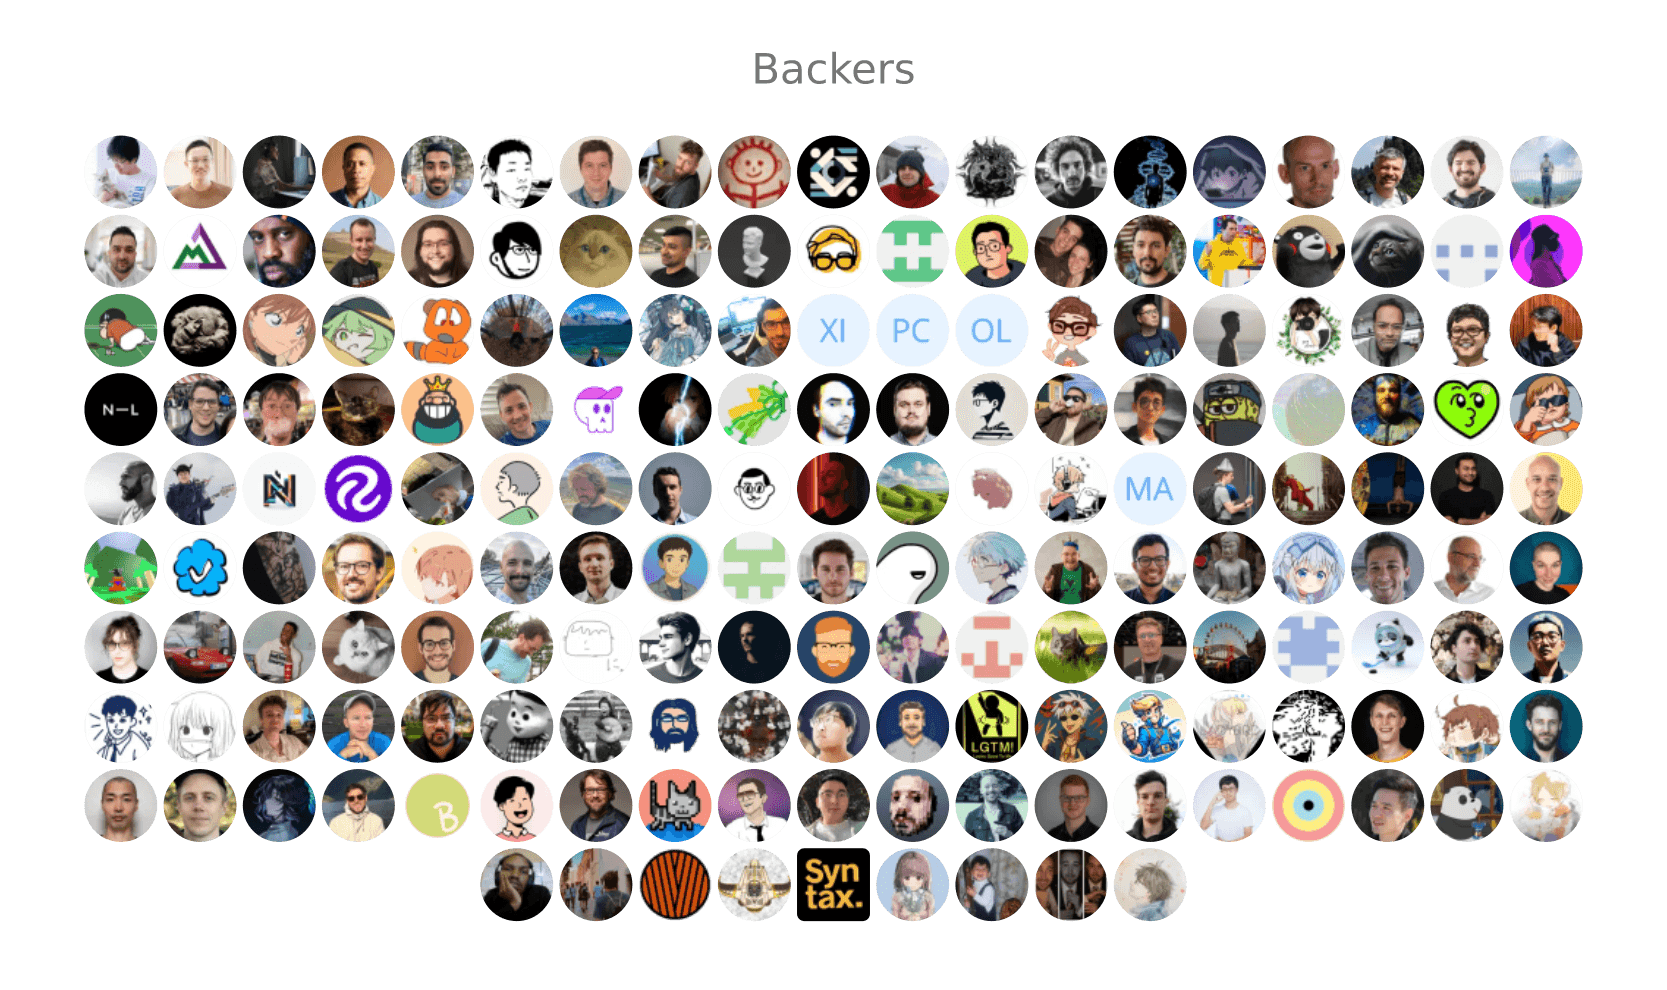 Backers
XI PC OL
N—L
MA
LGTM!
B
Syn
tax.